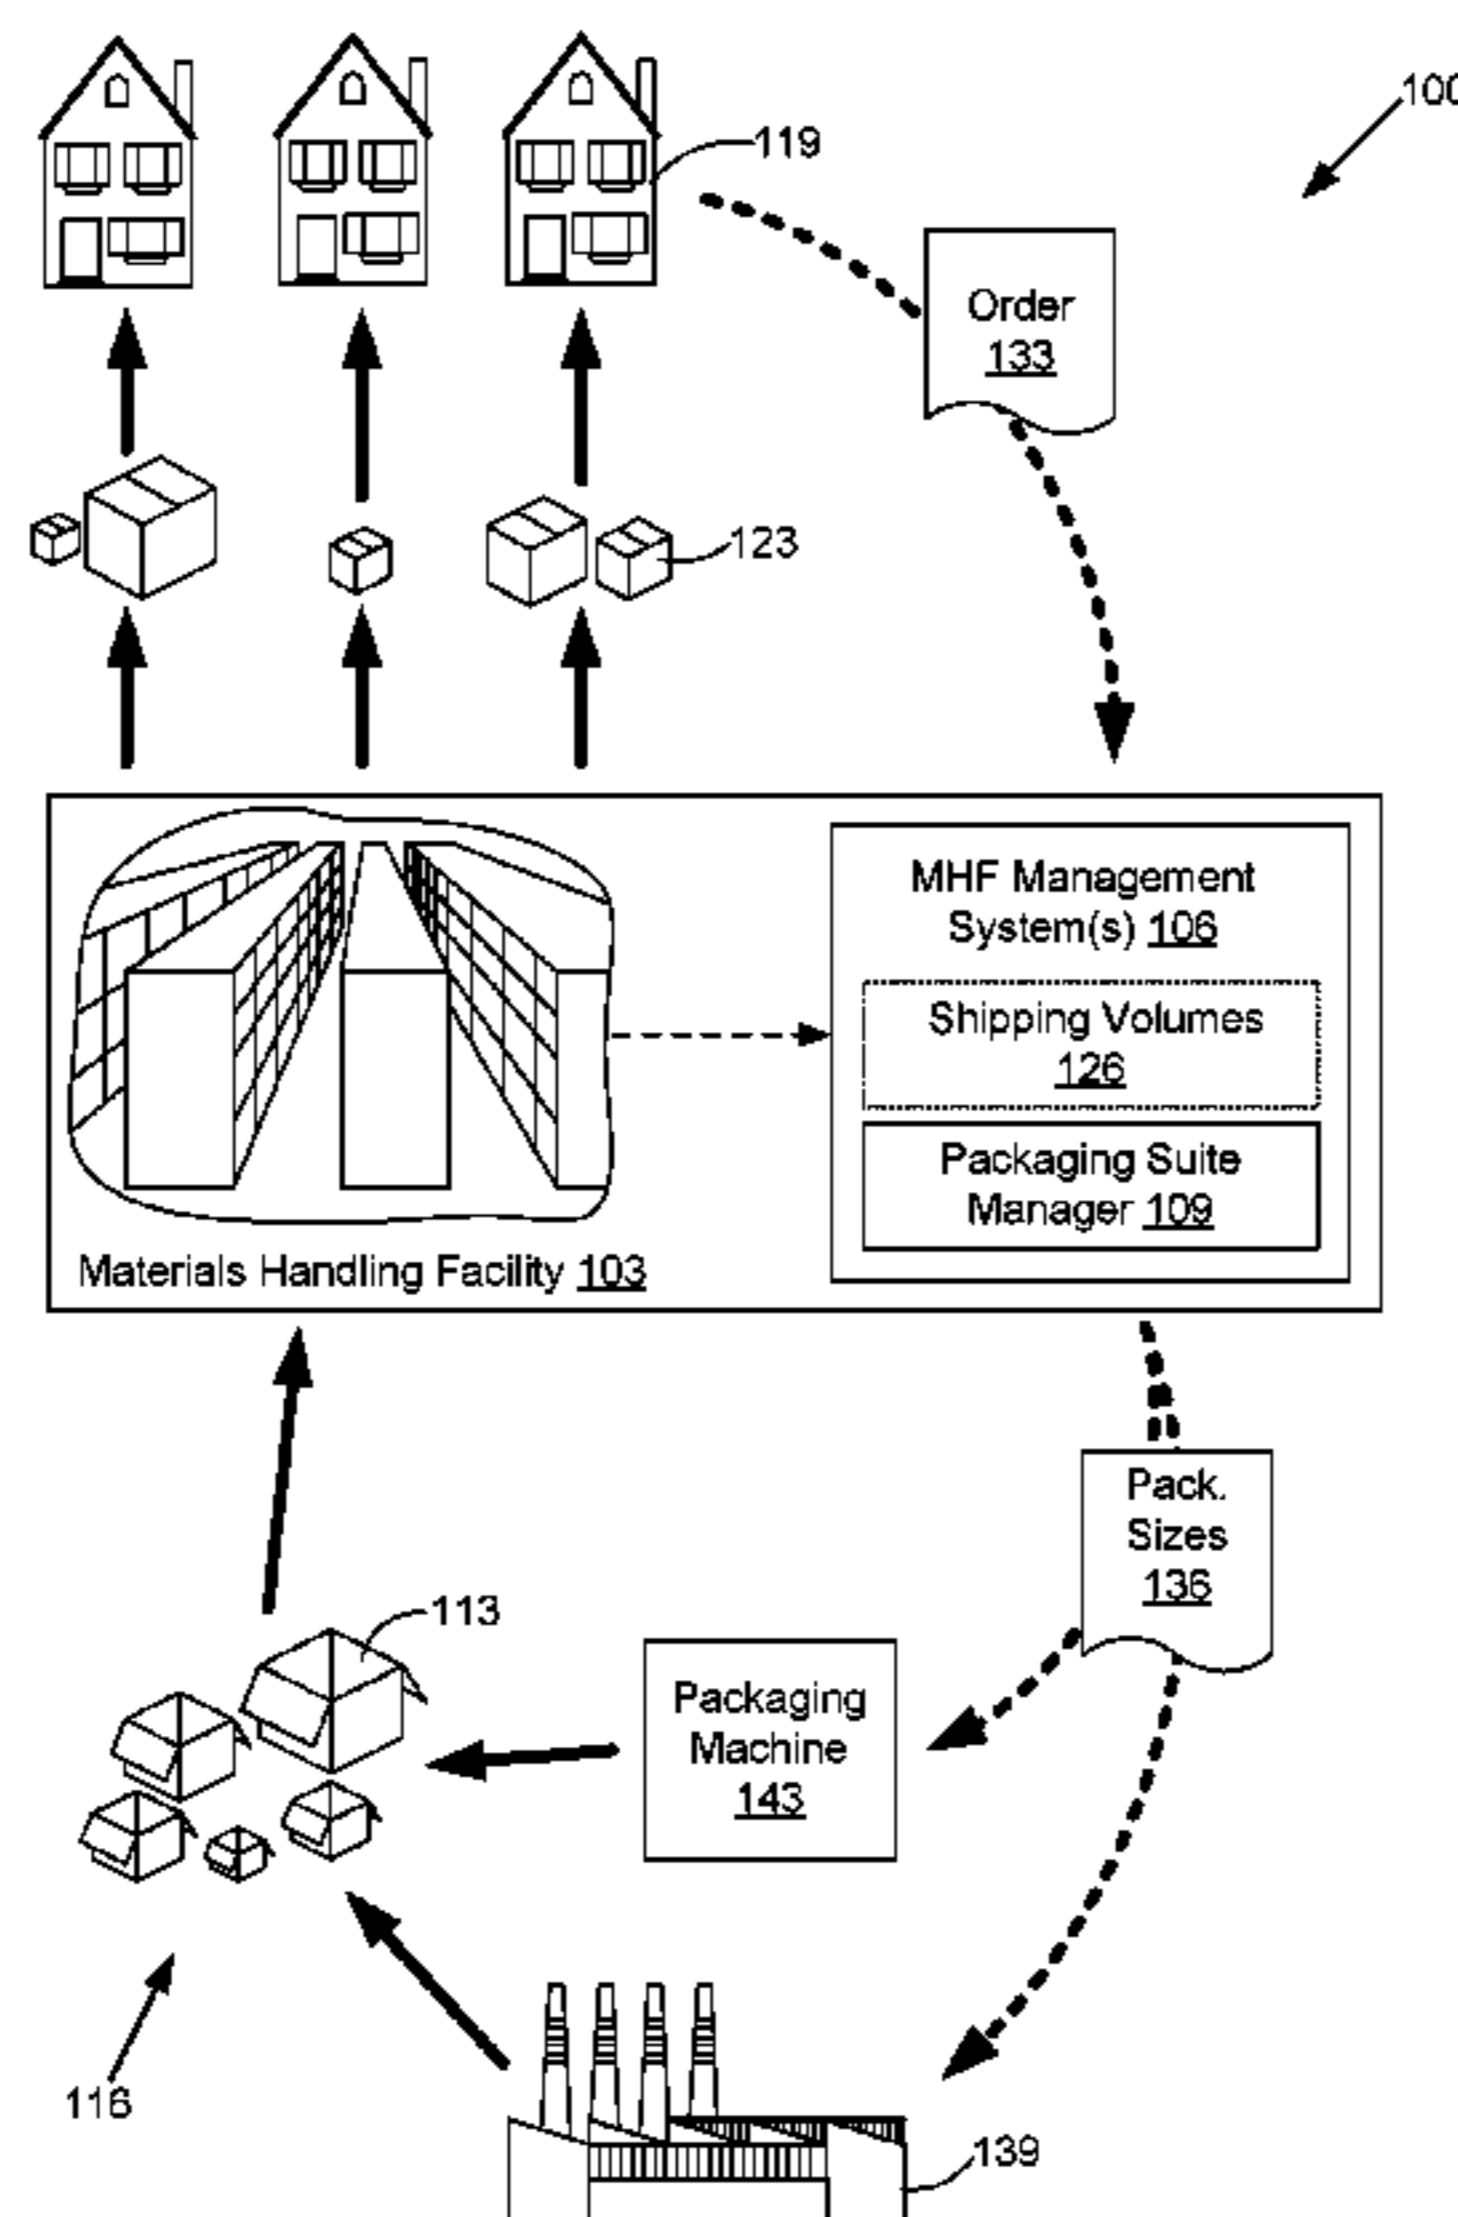 100
119
Order
133
123
MHF Management
System(s) 106
Shipping Volumes
126
Packaging Suite
Manager 109
Materials Handling Facility 103
Pack.
Sizes
136
113
Packaging
Machine
143
116
139